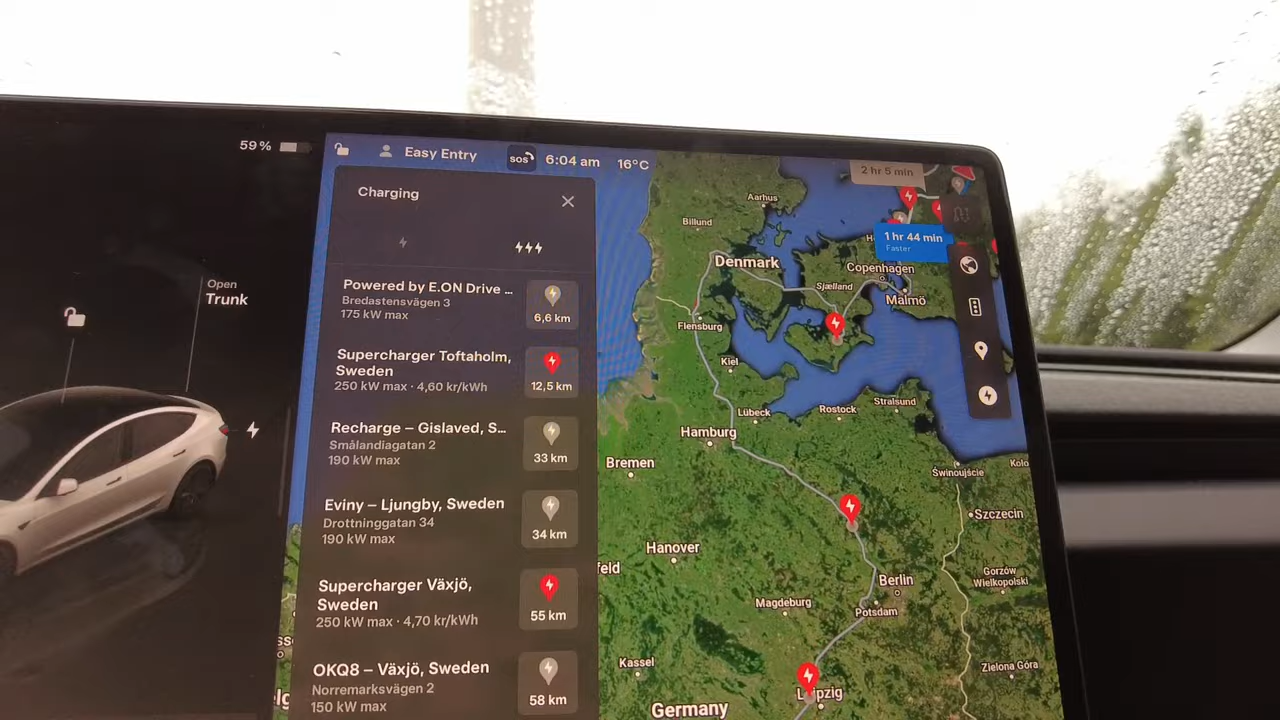 59 %
Easy Entry
sos
6:04 am
16°C
Open
Trunk
Charging
Powered by E.ON Drive ...
Bredastensvägen 3
175 kW max
6,6 km
Supercharger Toftaholm,
Sweden
250 kW max · 4,60 kr/kWh
12,5 km
Recharge – Gislaved, S...
Smålandiagatan 2
190 kW max
33 km
Eviny – Ljungby, Sweden
Drottninggatan 34
190 kW max
34 km
Supercharger Växjö,
Sweden
250 kW max · 4,70 kr/kWh
55 km
OKQ8 – Växjö, Sweden
Norremarksvägen 2
150 kW max
58 km
2 hr 5 min
1 hr 44 min
Faster
Aarhus
Billund
Denmark
Copenhagen
Sjælland
Malmö
Flensburg
Kiel
Lübeck
Rostock
Stralsund
Hamburg
Bremen
Świnoujście
Szczecin
Hanover
Berlin
Gorzów
Wielkopolski
Magdeburg
Potsdam
Kassel
Zielona Góra
Leipzig
Germany